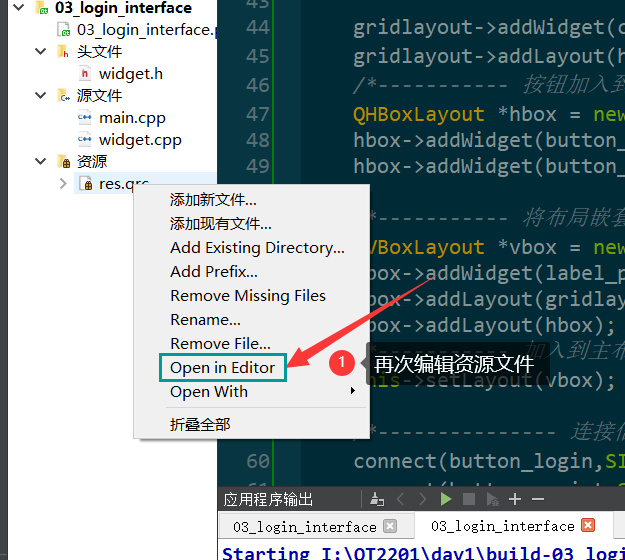 03_login_interface
03_login_interface.p
头文件
widget.h
源文件
main.cpp
widget.cpp
资源
res.qrc
添加新文件...
添加现有文件...
Add Existing Directory...
Add Prefix...
Remove Missing Files
Rename...
Remove File...
Open in Editor
Open With
折叠全部
1
再次编辑资源文件
43
44 gridlayout->addWidget(
45 gridlayout->addLayout(h
46 /*----------- 按钮加入到
47 QHBoxLayout *hbox = new
48 hbox->addWidget(button_
49 hbox->addWidget(button_
*----------- 将布局嵌套
VBoxLayout *vbox = new
box->addWidget(label_p
box->addLayout(gridlay
box->addLayout(hbox);
加入到主布
his->setLayout(vbox);
*-------------- 连接信
60 connect(button_login,SI
应用程序输出
03_login_interface
03_login_interface
Starting I:\QT2201\day1\build-03_logi